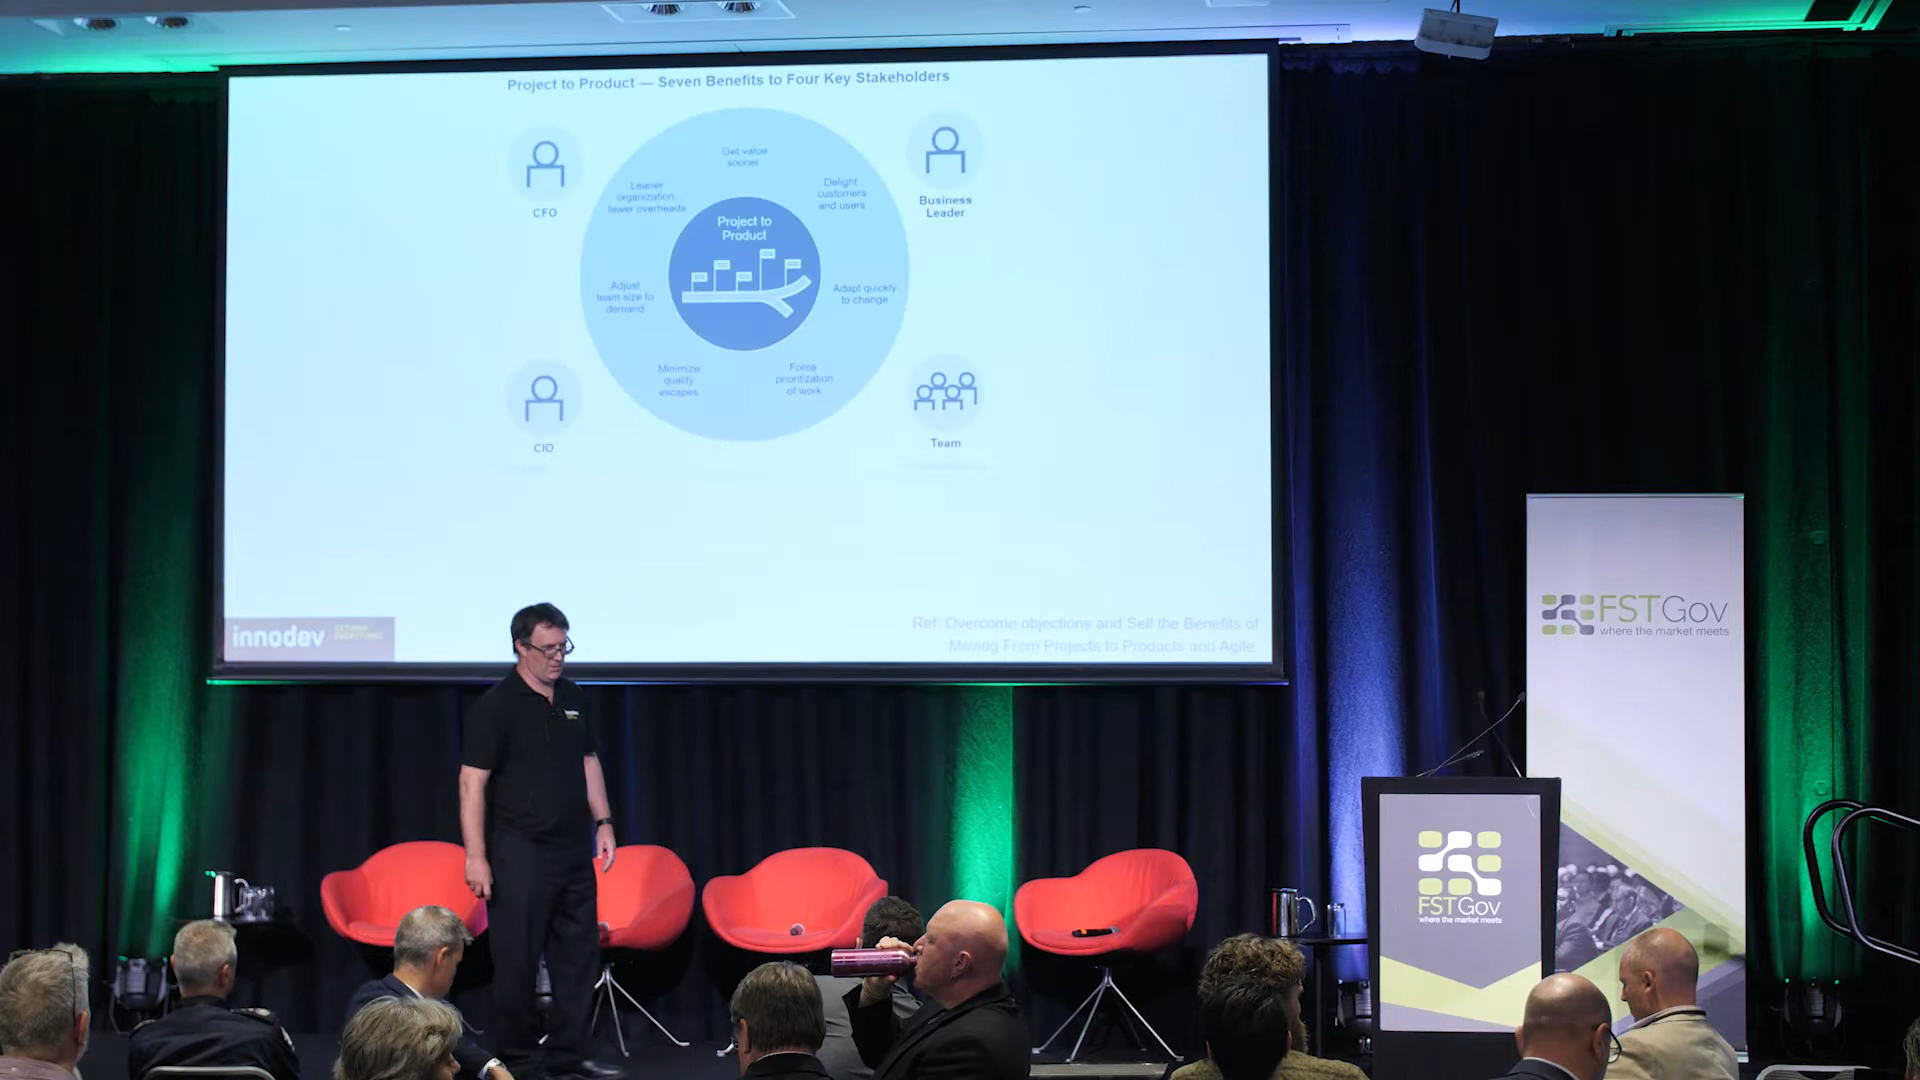 Project to Product — Seven Benefits to Four Key Stakeholders
CFO
Business
Leader
CIO
Team
Get value
sooner
Delight
customers
and users
Adapt quickly
to change
Force
prioritization
of work
Minimize
quality
escapes
Adjust
team size to
demand
Leaner
organization,
fewer overheads
Project to
Product
innodev
Ref: Overcome objections and Sell the Benefits of
Moving From Projects to Products and Agile
FSTGov
where the market meets
FSTGov
where the market meets